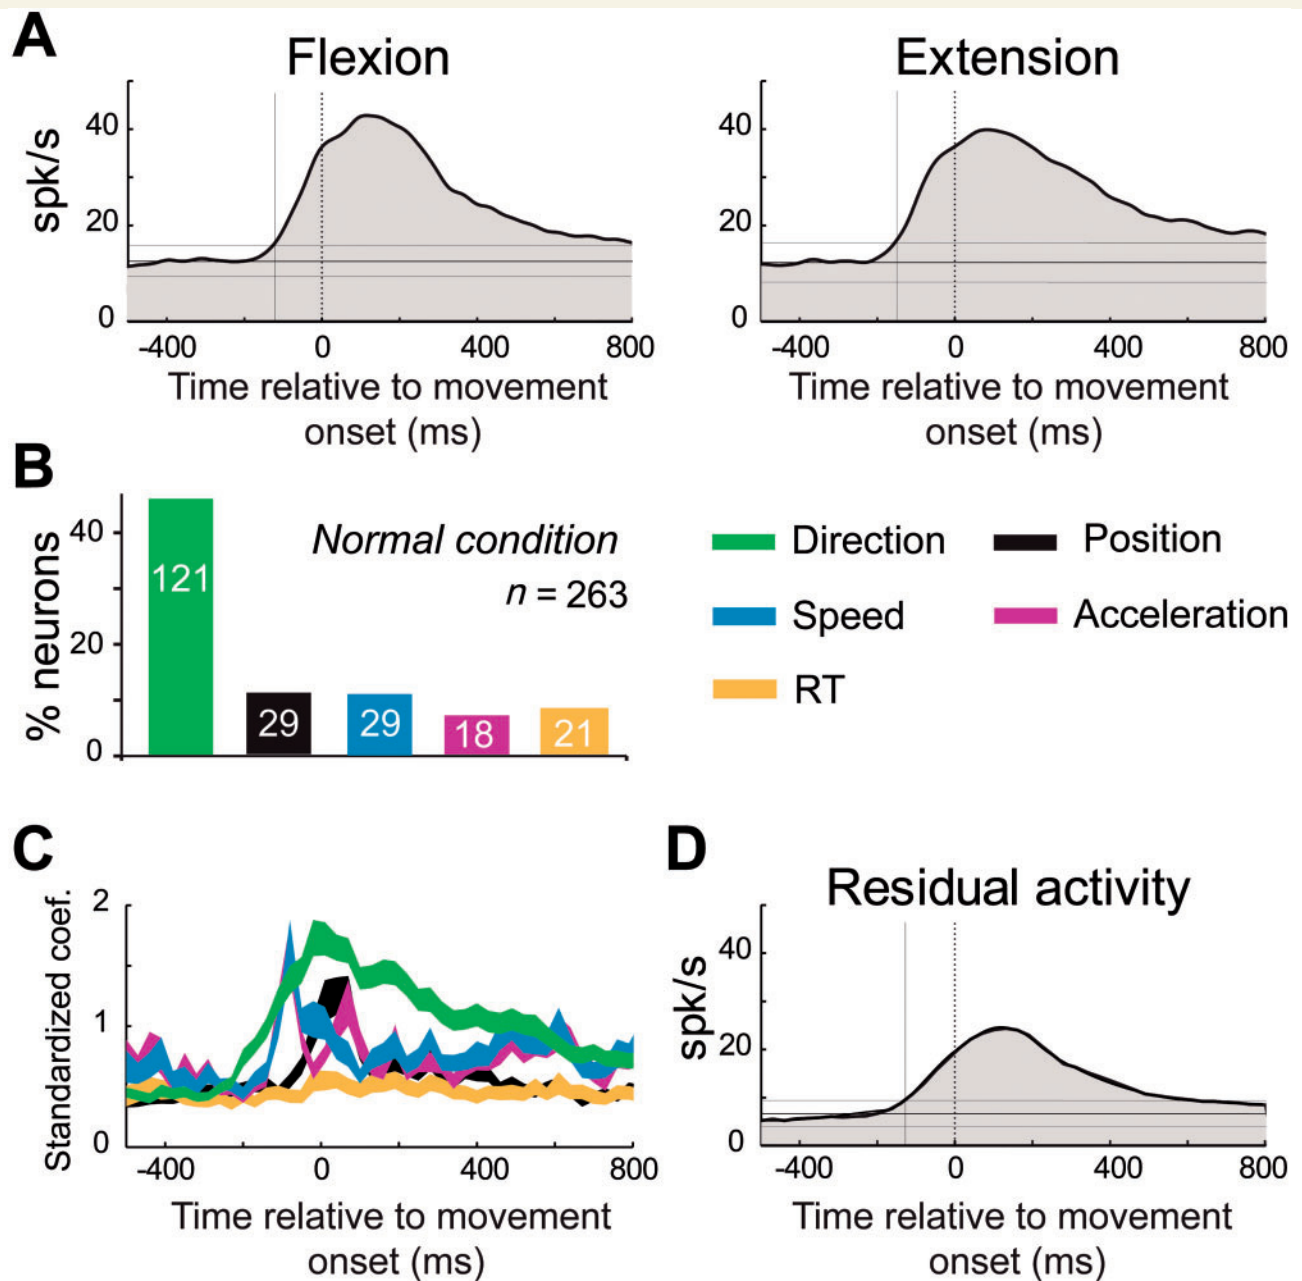 A
Flexion
Extension
spk/s
40
20
0
-400 0 400 800
Time relative to movement
onset (ms)
40
20
0
-400 0 400 800
Time relative to movement
onset (ms)
B
% neurons
40
20
0
121
29
29
18
21
Normal condition
n = 263
Direction
Position
Speed
Acceleration
RT
C
Standardized coef.
2
1
0
-400 0 400 800
Time relative to movement
onset (ms)
D
Residual activity
spk/s
40
20
0
-400 0 400 800
Time relative to movement
onset (ms)